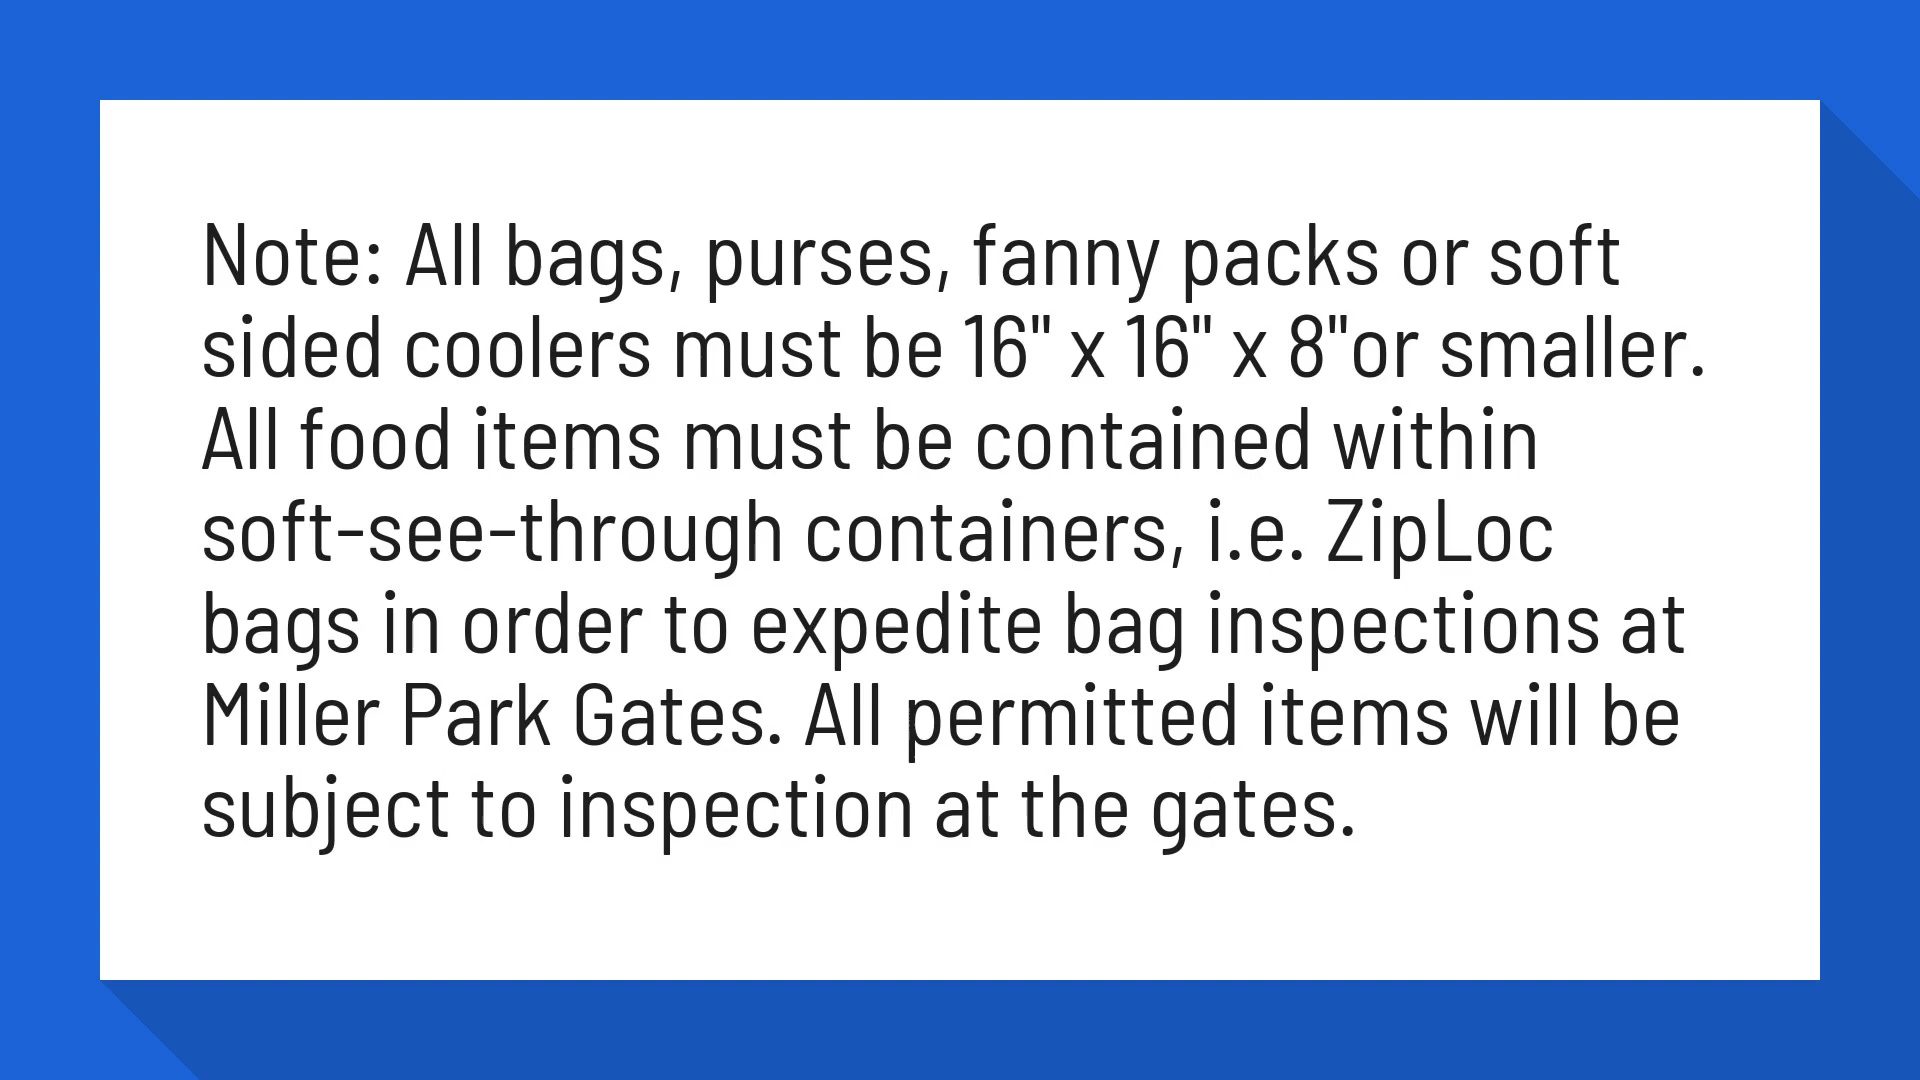 Note: All bags, purses, fanny packs or soft
sided coolers must be 16" x 16" x 8"or smaller.
All food items must be contained within
soft-see-through containers, i.e. ZipLoc
bags in order to expedite bag inspections at
Miller Park Gates. All permitted items will be
subject to inspection at the gates.